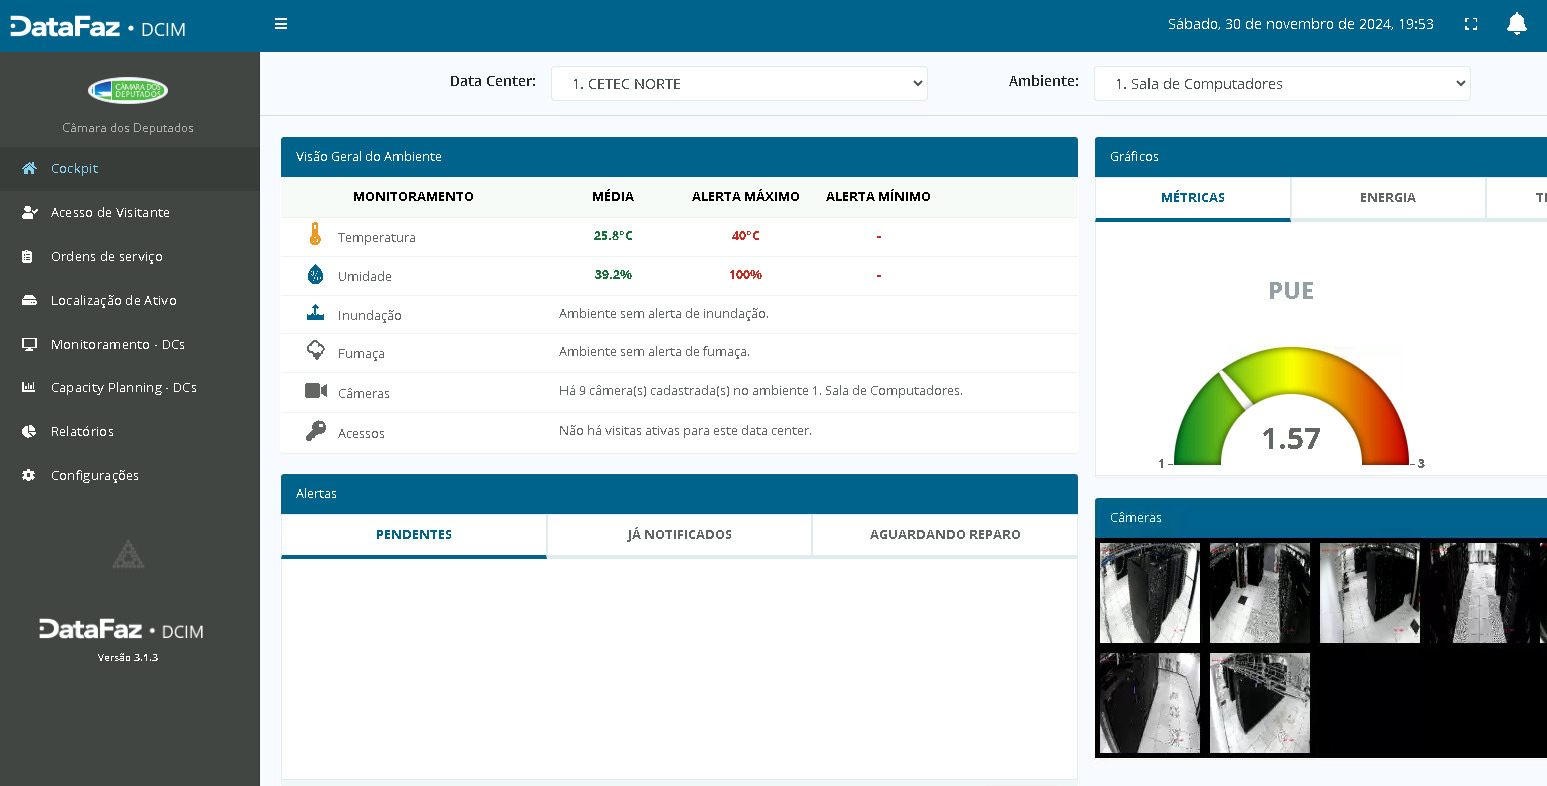 DataFaz • DCIM
Sábado, 30 de novembro de 2024, 19:53
CÂMARA DOS DEPUTADOS
Câmara dos Deputados
Cockpit
Acesso de Visitante
Ordens de serviço
Localização de Ativo
Monitoramento - DCs
Capacity Planning - DCs
Relatórios
Configurações
DataFaz • DCIM
Versão 3.1.3
Data Center: 1. CETEC NORTE Ambiente: 1. Sala de Computadores
Visão Geral do Ambiente
MONITORAMENTO MÉDIA ALERTA MÁXIMO ALERTA MÍNIMO
Temperatura 25.8°C 40°C -
Umidade 39.2% 100% -
Inundação Ambiente sem alerta de inundação.
Fumaça Ambiente sem alerta de fumaça.
Câmeras Há 9 câmera(s) cadastrada(s) no ambiente 1. Sala de Computadores.
Acessos Não há visitas ativas para este data center.
Alertas
PENDENTES JÁ NOTIFICADOS AGUARDANDO REPARO
Gráficos
MÉTRICAS ENERGIA
PUE
1.57
1 3
Câmeras